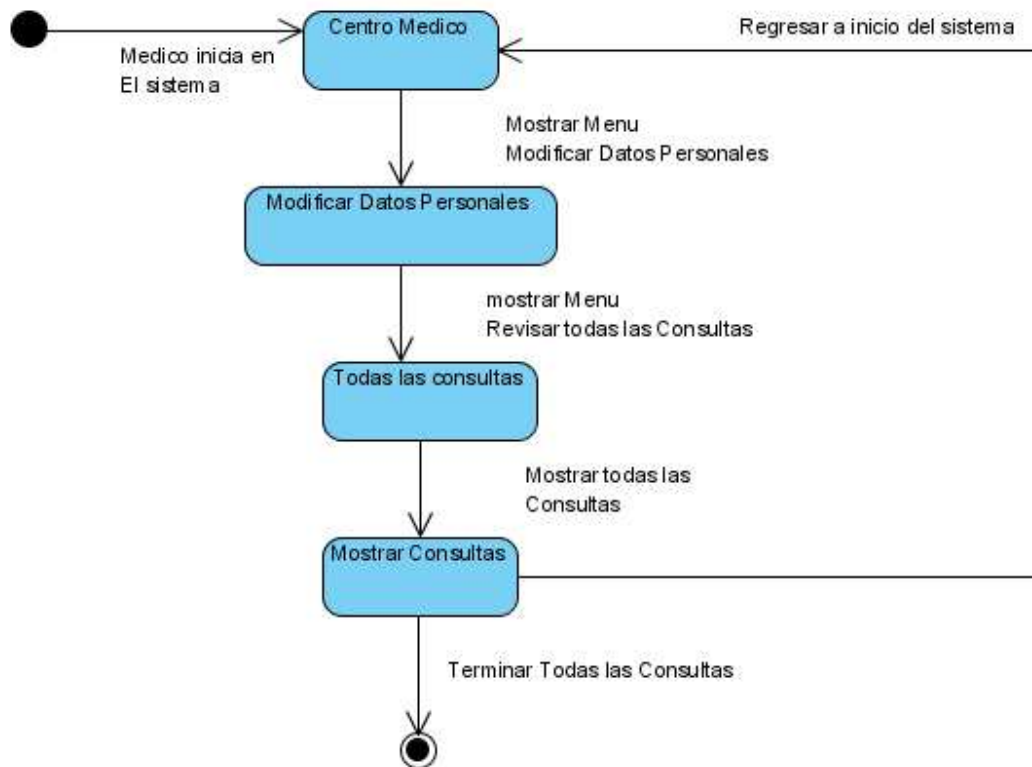 Centro Medico
Regresar a inicio del sistema
Medico inicia en
El sistema
Mostrar Menu
Modificar Datos Personales
Modificar Datos Personales
mostrar Menu
Revisar todas las Consultas
Todas las consultas
Mostrar todas las
Consultas
Mostrar Consultas
Terminar Todas las Consultas